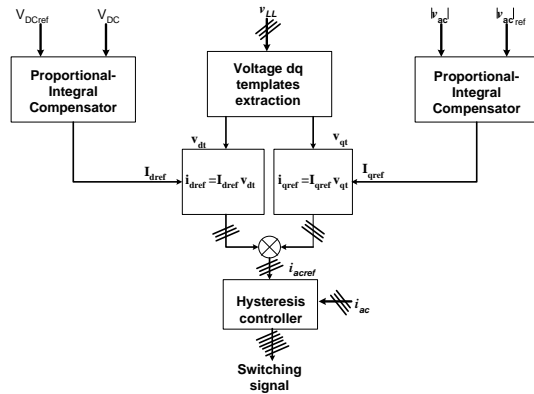 V_DCref V_DC
v_LL
|v_ac| |v_ac|_ref
Proportional-
Integral
Compensator
Voltage dq
templates
extraction
Proportional-
Integral
Compensator
v_dt
v_qt
I_dref
i_dref=I_dref v_dt
i_qref=I_qref v_qt
I_qref
i_acref
Hysteresis
controller
i_ac
Switching
signal